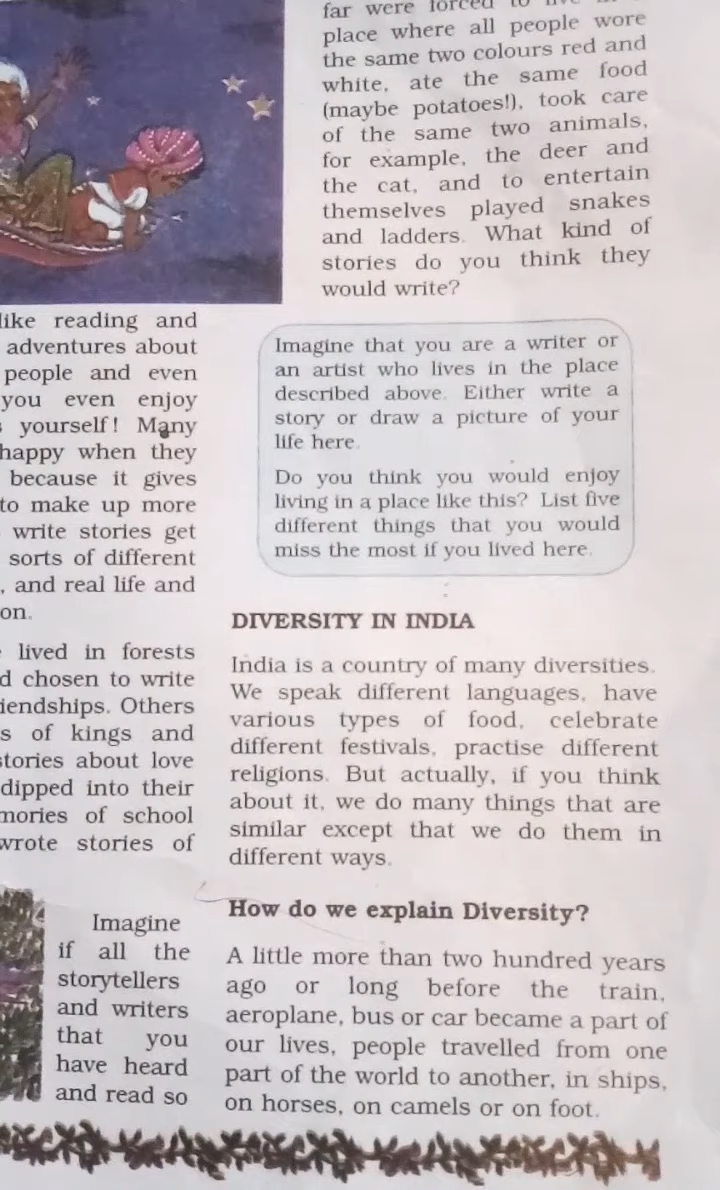 like reading and
adventures about
people and even
you even enjoy
yourself! Many
happy when they
because it gives
to make up more
write stories get
sorts of different
, and real life and
on.
lived in forests
chosen to write
Others
of kings and
stories about love
dipped into their
of school
wrote stories of
Imagine
if all the
storytellers
and writers
that you
have heard
and read so
far were forced to
place where all people wore
the same two colours red and
white, ate the same food
(maybe potatoes!), took care
of the same two animals,
for example, the deer and
the cat, and to entertain
themselves played snakes
and ladders. What kind of
stories do you think they
would write?
Imagine that you are a writer or
an artist who lives in the place
described above. Either write a
story or draw a picture of your
life here.
Do you think you would enjoy
living in a place like this? List five
different things that you would
miss the most if you lived here.
DIVERSITY IN INDIA
India is a country of many diversities.
We speak different languages, have
various types of food, celebrate
different festivals, practise different
religions. But actually, if you think
about it, we do many things that are
similar except that we do them in
different ways.
How do we explain Diversity?
A little more than two hundred years
ago or long before the train,
aeroplane, bus or car became a part of
our lives, people travelled from one
part of the world to another, in ships,
on horses, on camels or on foot.